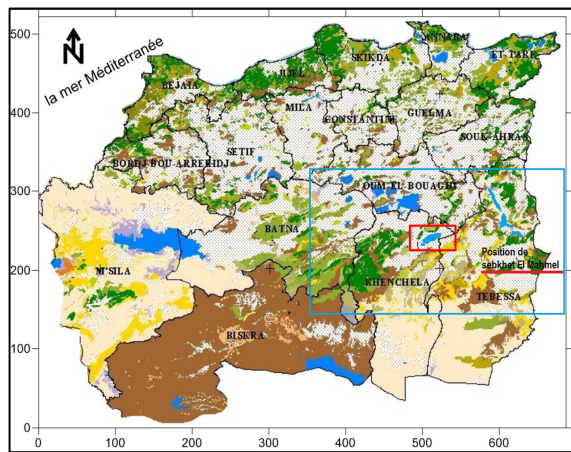 N
la mer Méditerranée
ANNABA
SKIKDA
ET-TARF
JIJEL
BEJAIA
MILA
CONSTANTINE
GUELMA
SOUK-AHRAS
SETIF
BORDJ-BOU-ARRERIDJ
OUM-EL-BOUAGHI
BATNA
Position de
sebkhet El Mahmel
M'SILA
KHENCHELA
TEBESSA
BISKRA
500
400
300
200
100
0
0 100 200 300 400 500 600